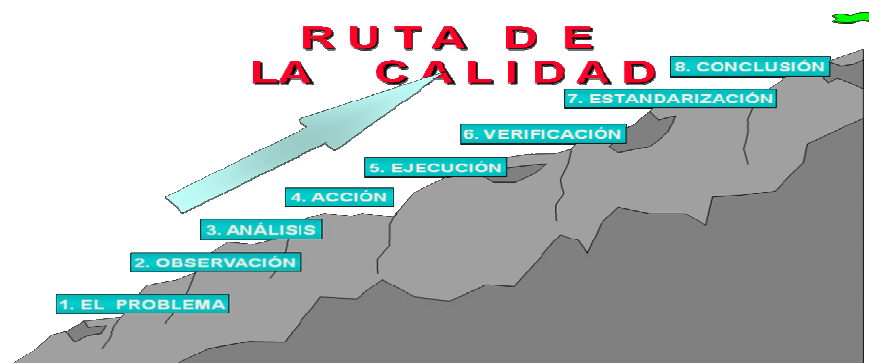 RUTA DE
LA CALIDAD
8. CONCLUSIÓN
7. ESTANDARIZACIÓN
6. VERIFICACIÓN
5. EJECUCIÓN
4. ACCIÓN
3. ANÁLISIS
2. OBSERVACIÓN
1. EL PROBLEMA